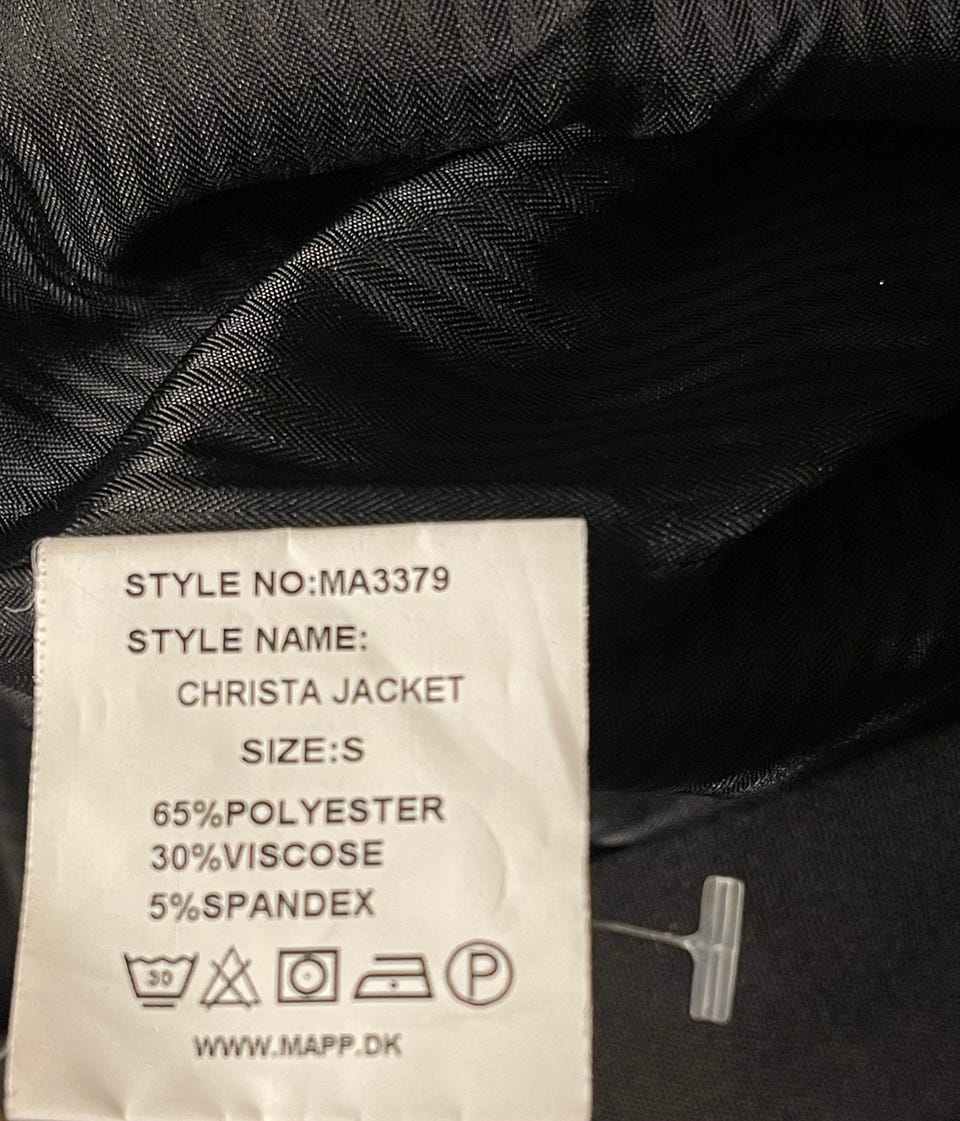 STYLE NO:MA3379
STYLE NAME:
CHRISTA JACKET
SIZE:S
65%POLYESTER
30%VISCOSE
5%SPANDEX
30 P
WWW.MAPP.DK